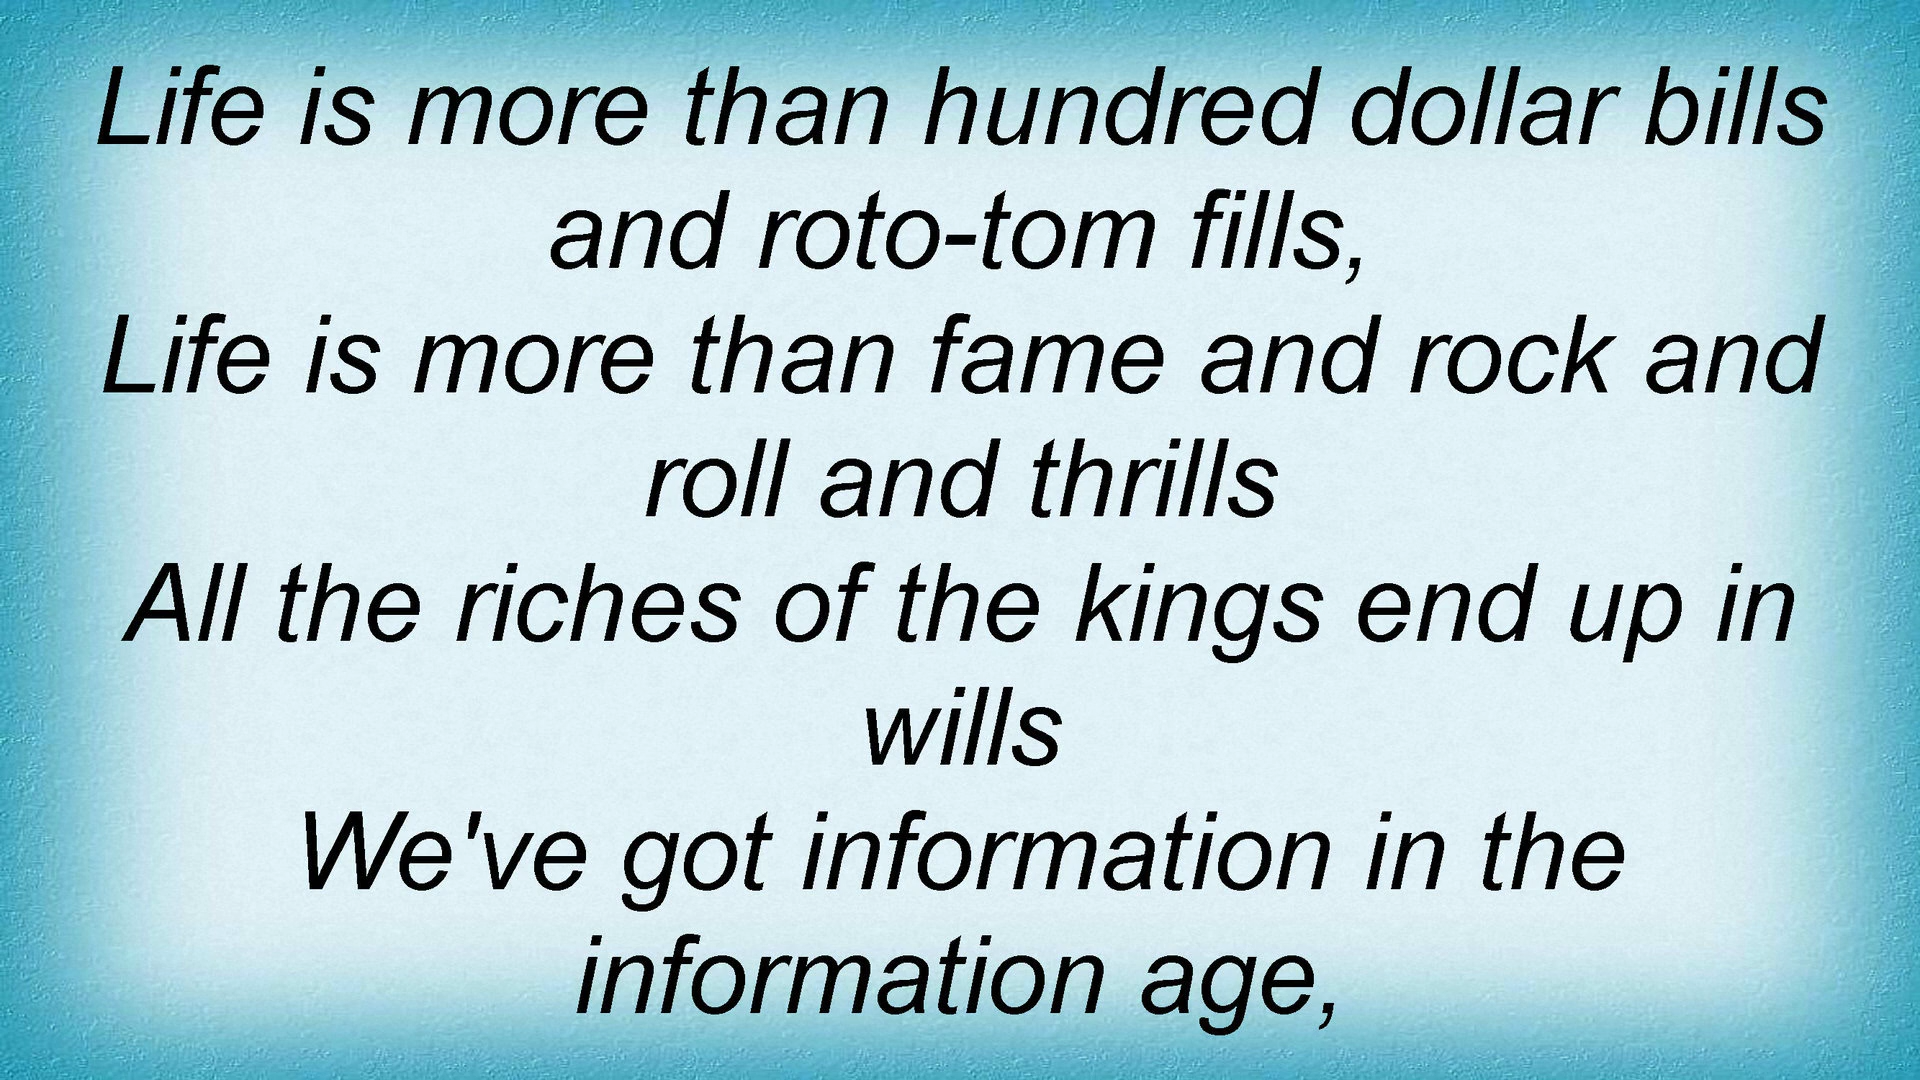 Life is more than hundred dollar bills
and roto-tom fills,
Life is more than fame and rock and
roll and thrills
All the riches of the kings end up in
wills
We've got information in the
information age,